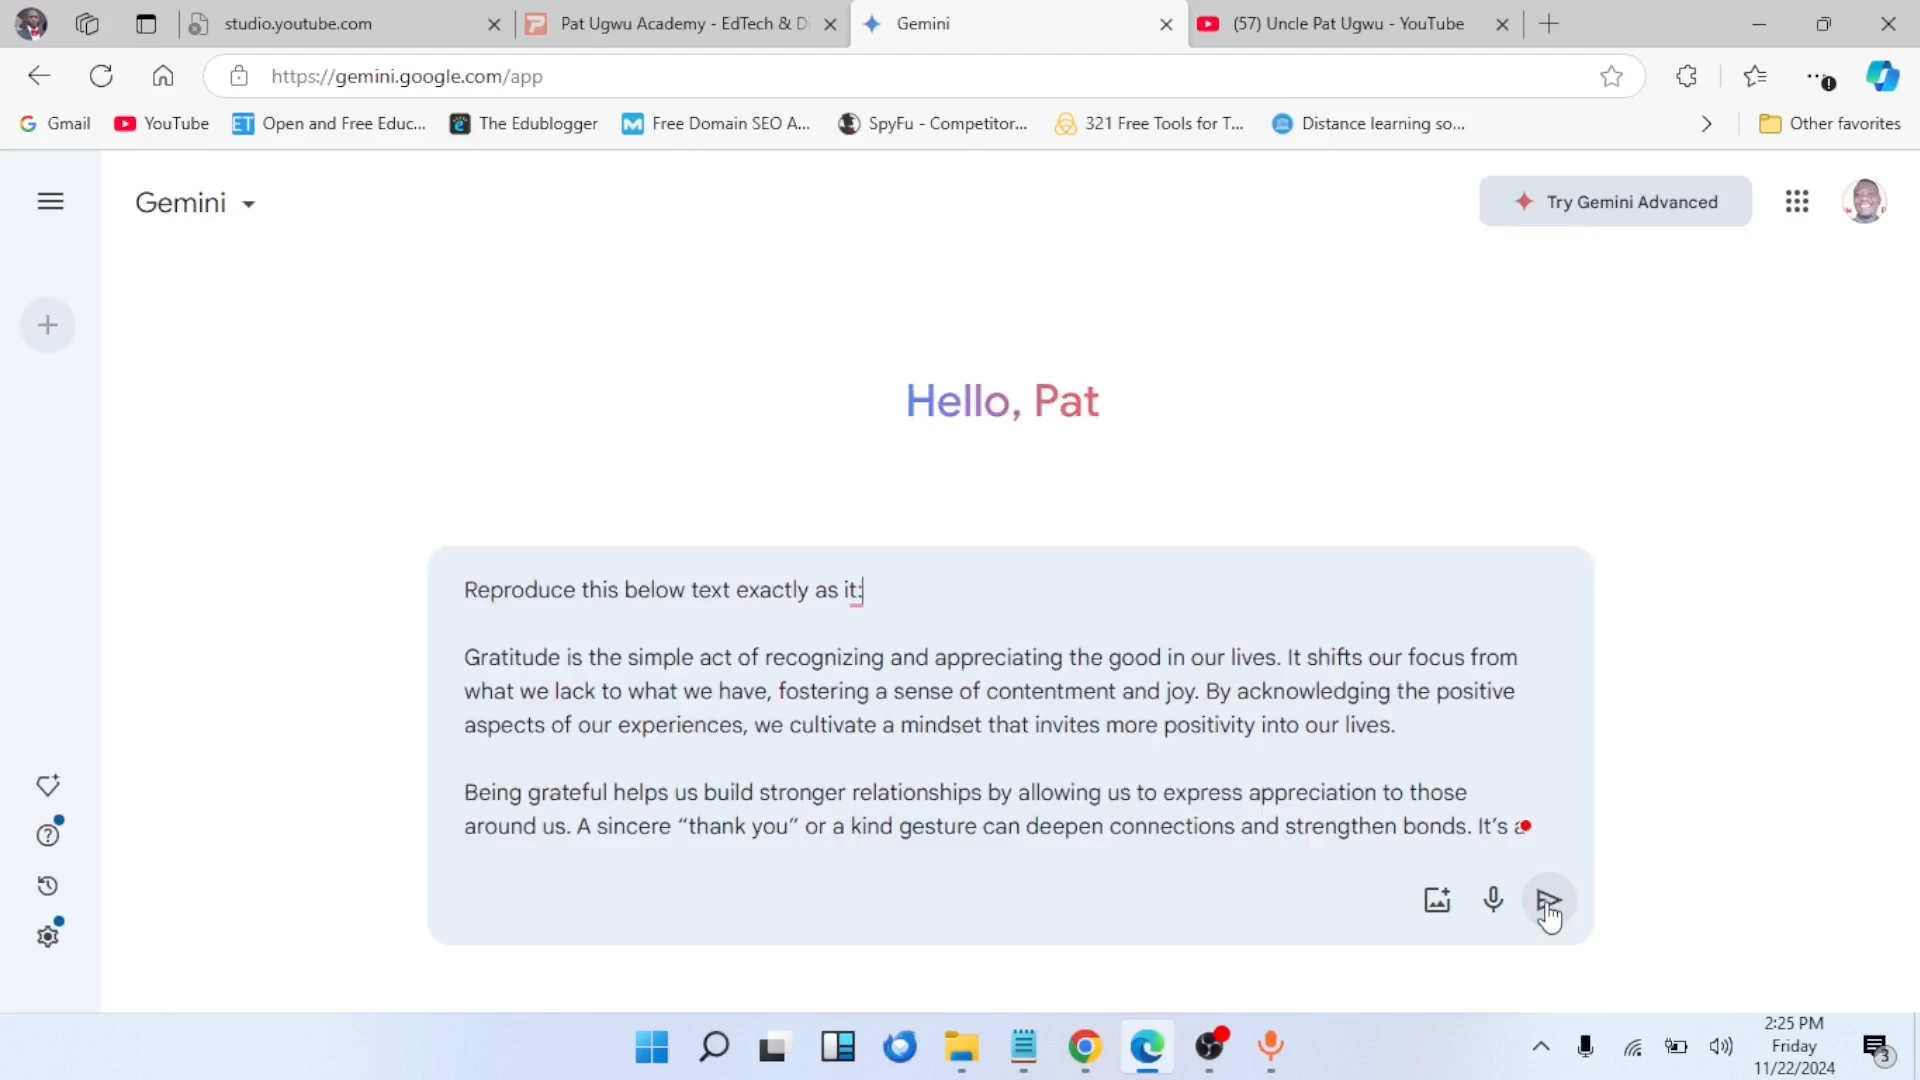 studio.youtube.com
Pat Ugwu Academy - EdTech & D
Gemini
(57) Uncle Pat Ugwu - YouTube
https://gemini.google.com/app
Gmail
YouTube
Open and Free Educ...
The Edublogger
Free Domain SEO A...
SpyFu - Competitor...
321 Free Tools for T...
Distance learning so...
Other favorites
Gemini
Try Gemini Advanced
Hello, Pat
Reproduce this below text exactly as it:
Gratitude is the simple act of recognizing and appreciating the good in our lives. It shifts our focus from
what we lack to what we have, fostering a sense of contentment and joy. By acknowledging the positive
aspects of our experiences, we cultivate a mindset that invites more positivity into our lives.
Being grateful helps us build stronger relationships by allowing us to express appreciation to those
around us. A sincere “thank you” or a kind gesture can deepen connections and strengthen bonds. It’s a
2:25 PM
Friday
11/22/2024
3